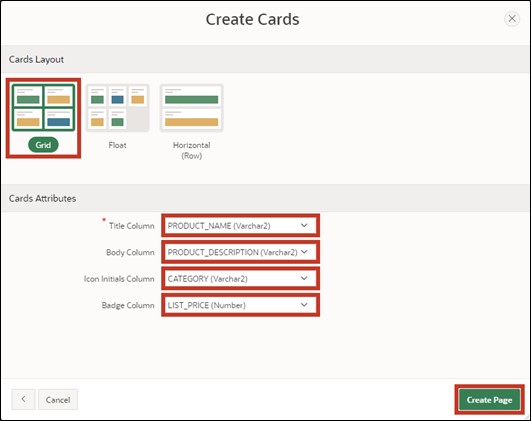 Create Cards
Cards Layout
Grid
Float
Horizontal
(Row)
Cards Attributes
* Title Column PRODUCT_NAME (Varchar2)
Body Column PRODUCT_DESCRIPTION (Varchar2)
Icon Initials Column CATEGORY (Varchar2)
Badge Column LIST_PRICE (Number)
Cancel
Create Page